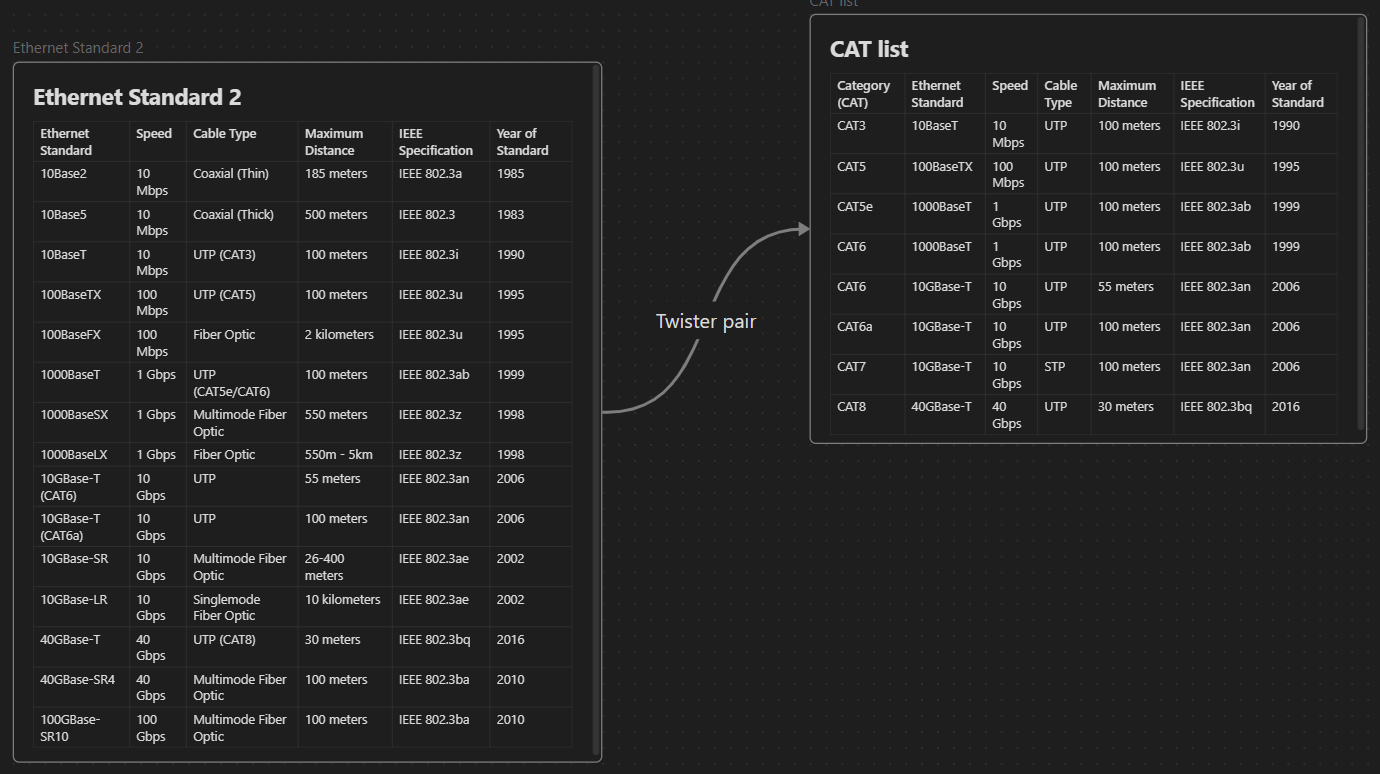 CAT list
Ethernet Standard 2
Ethernet Standard 2
Ethernet Standard Speed Cable Type Maximum Distance IEEE Specification Year of Standard
10Base2 10 Mbps Coaxial (Thin) 185 meters IEEE 802.3a 1985
10Base5 10 Mbps Coaxial (Thick) 500 meters IEEE 802.3 1983
10BaseT 10 Mbps UTP (CAT3) 100 meters IEEE 802.3i 1990
100BaseTX 100 Mbps UTP (CAT5) 100 meters IEEE 802.3u 1995
100BaseFX 100 Mbps Fiber Optic 2 kilometers IEEE 802.3u 1995
1000BaseT 1 Gbps UTP (CAT5e/CAT6) 100 meters IEEE 802.3ab 1999
1000BaseSX 1 Gbps Multimode Fiber Optic 550 meters IEEE 802.3z 1998
1000BaseLX 1 Gbps Fiber Optic 550m - 5km IEEE 802.3z 1998
10GBase-T (CAT6) 10 Gbps UTP 55 meters IEEE 802.3an 2006
10GBase-T (CAT6a) 10 Gbps UTP 100 meters IEEE 802.3an 2006
10GBase-SR 10 Gbps Multimode Fiber Optic 26-400 meters IEEE 802.3ae 2002
10GBase-LR 10 Gbps Singlemode Fiber Optic 10 kilometers IEEE 802.3ae 2002
40GBase-T 40 Gbps UTP (CAT8) 30 meters IEEE 802.3bq 2016
40GBase-SR4 40 Gbps Multimode Fiber Optic 100 meters IEEE 802.3ba 2010
100GBase-SR10 100 Gbps Multimode Fiber Optic 100 meters IEEE 802.3ba 2010
Twister pair
CAT list
Category (CAT) Ethernet Standard Speed Cable Type Maximum Distance IEEE Specification Year of Standard
CAT3 10BaseT 10 Mbps UTP 100 meters IEEE 802.3i 1990
CAT5 100BaseTX 100 Mbps UTP 100 meters IEEE 802.3u 1995
CAT5e 1000BaseT 1 Gbps UTP 100 meters IEEE 802.3ab 1999
CAT6 1000BaseT 1 Gbps UTP 100 meters IEEE 802.3ab 1999
CAT6 10GBase-T 10 Gbps UTP 55 meters IEEE 802.3an 2006
CAT6a 10GBase-T 10 Gbps UTP 100 meters IEEE 802.3an 2006
CAT7 10GBase-T 10 Gbps STP 100 meters IEEE 802.3an 2006
CAT8 40GBase-T 40 Gbps UTP 30 meters IEEE 802.3bq 2016